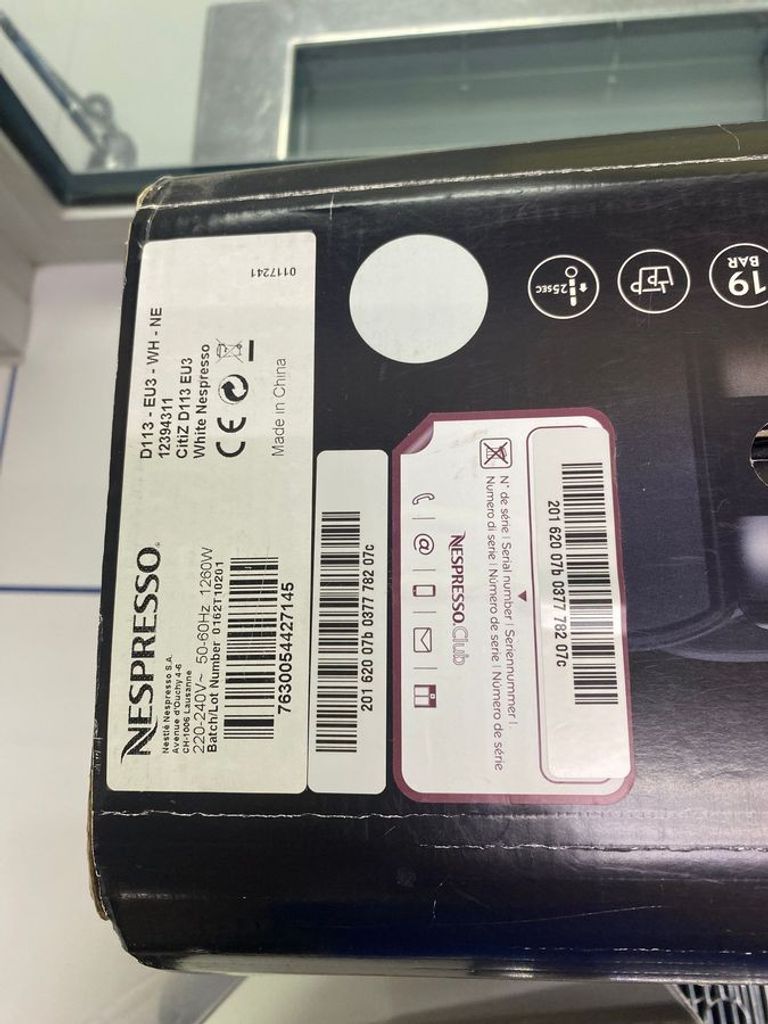 NESPRESSO®
Nestlé Nespresso S.A.
Avenue d'Ouchy 4-6
CH-1006 Lausanne
220-240V~ 50-60Hz 1260W
Batch/Lot Number 0162T10201
7630054427145
D113 - EU3 - WH - NE
12394311
CitiZ D113 EU3
White Nespresso
CE
Made in China
0117241
201 620 07b 0377 782 07c
201 620 07b 0377 782 07c
N° de série | Serial number | Seriennummer |
Numero di serie | Número de serie | Número de série
NESPRESSO.Club
@
25SEC
19
BAR